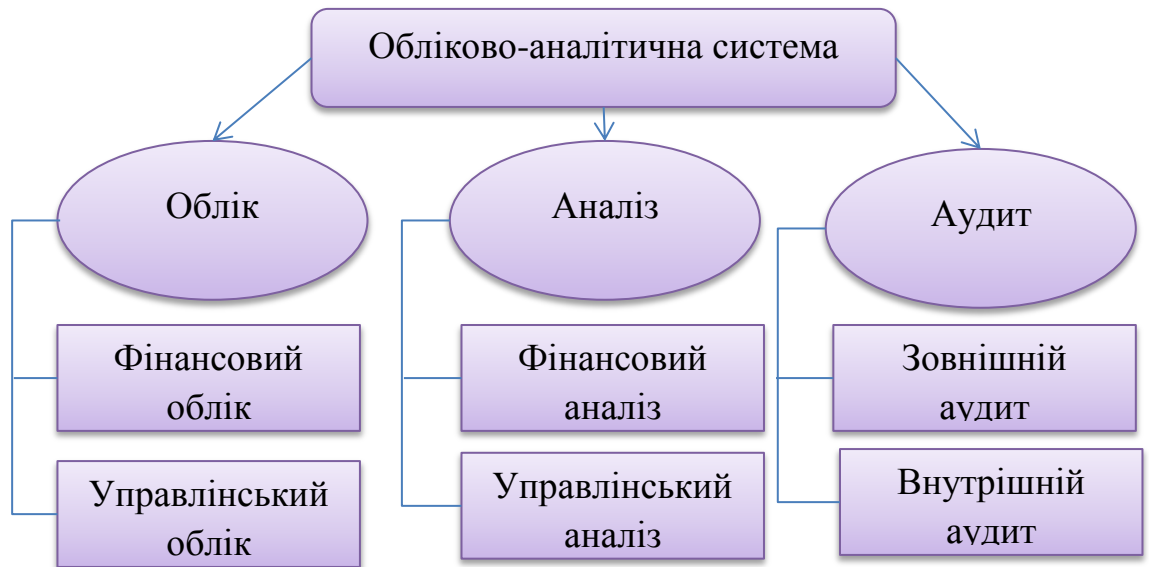 Обліково-аналітична система
Облік
Аналіз
Аудит
Фінансовий
облік
Фінансовий
аналіз
Зовнішній
аудит
Управлінський
облік
Управлінський
аналіз
Внутрішній
аудит